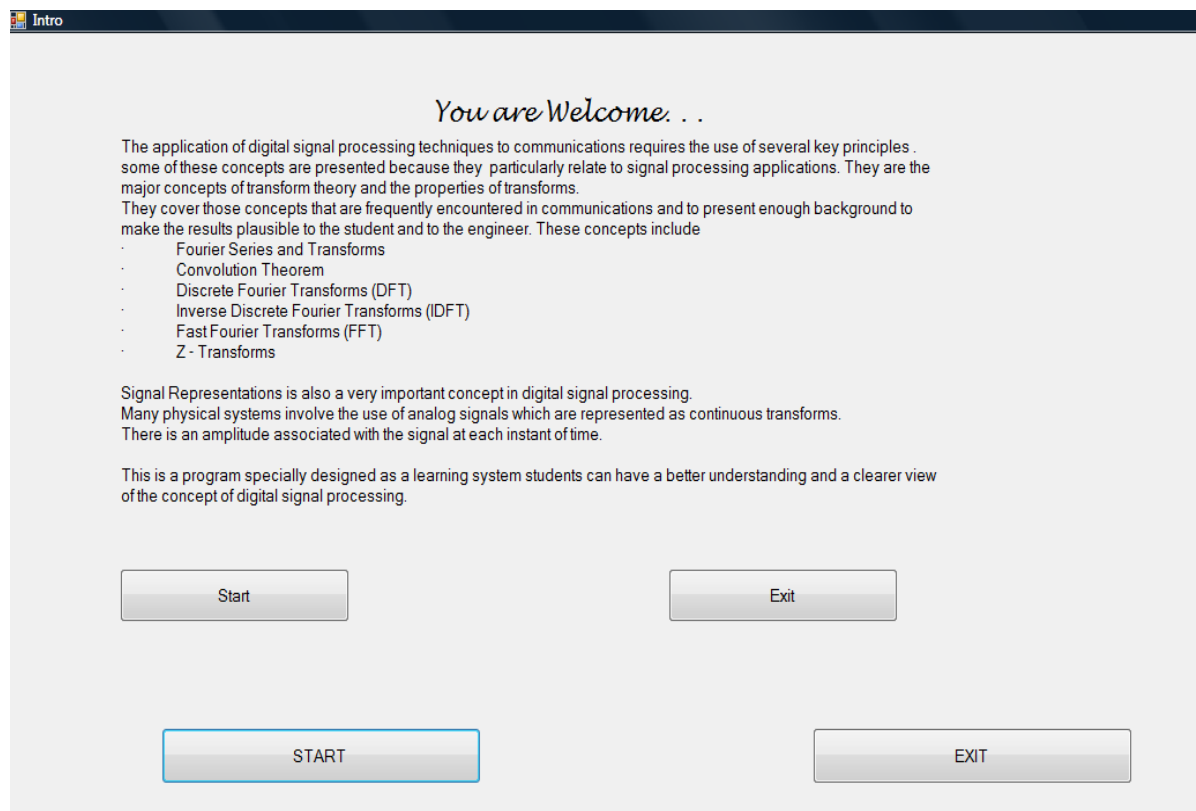 Intro
You are Welcome. . .
The application of digital signal processing techniques to communications requires the use of several key principles .
some of these concepts are presented because they particularly relate to signal processing applications. They are the
major concepts of transform theory and the properties of transforms.
They cover those concepts that are frequently encountered in communications and to present enough background to
make the results plausible to the student and to the engineer. These concepts include
· Fourier Series and Transforms
· Convolution Theorem
· Discrete Fourier Transforms (DFT)
· Inverse Discrete Fourier Transforms (IDFT)
· Fast Fourier Transforms (FFT)
· Z - Transforms
Signal Representations is also a very important concept in digital signal processing.
Many physical systems involve the use of analog signals which are represented as continuous transforms.
There is an amplitude associated with the signal at each instant of time.
This is a program specially designed as a learning system students can have a better understanding and a clearer view
of the concept of digital signal processing.
Start Exit
START EXIT